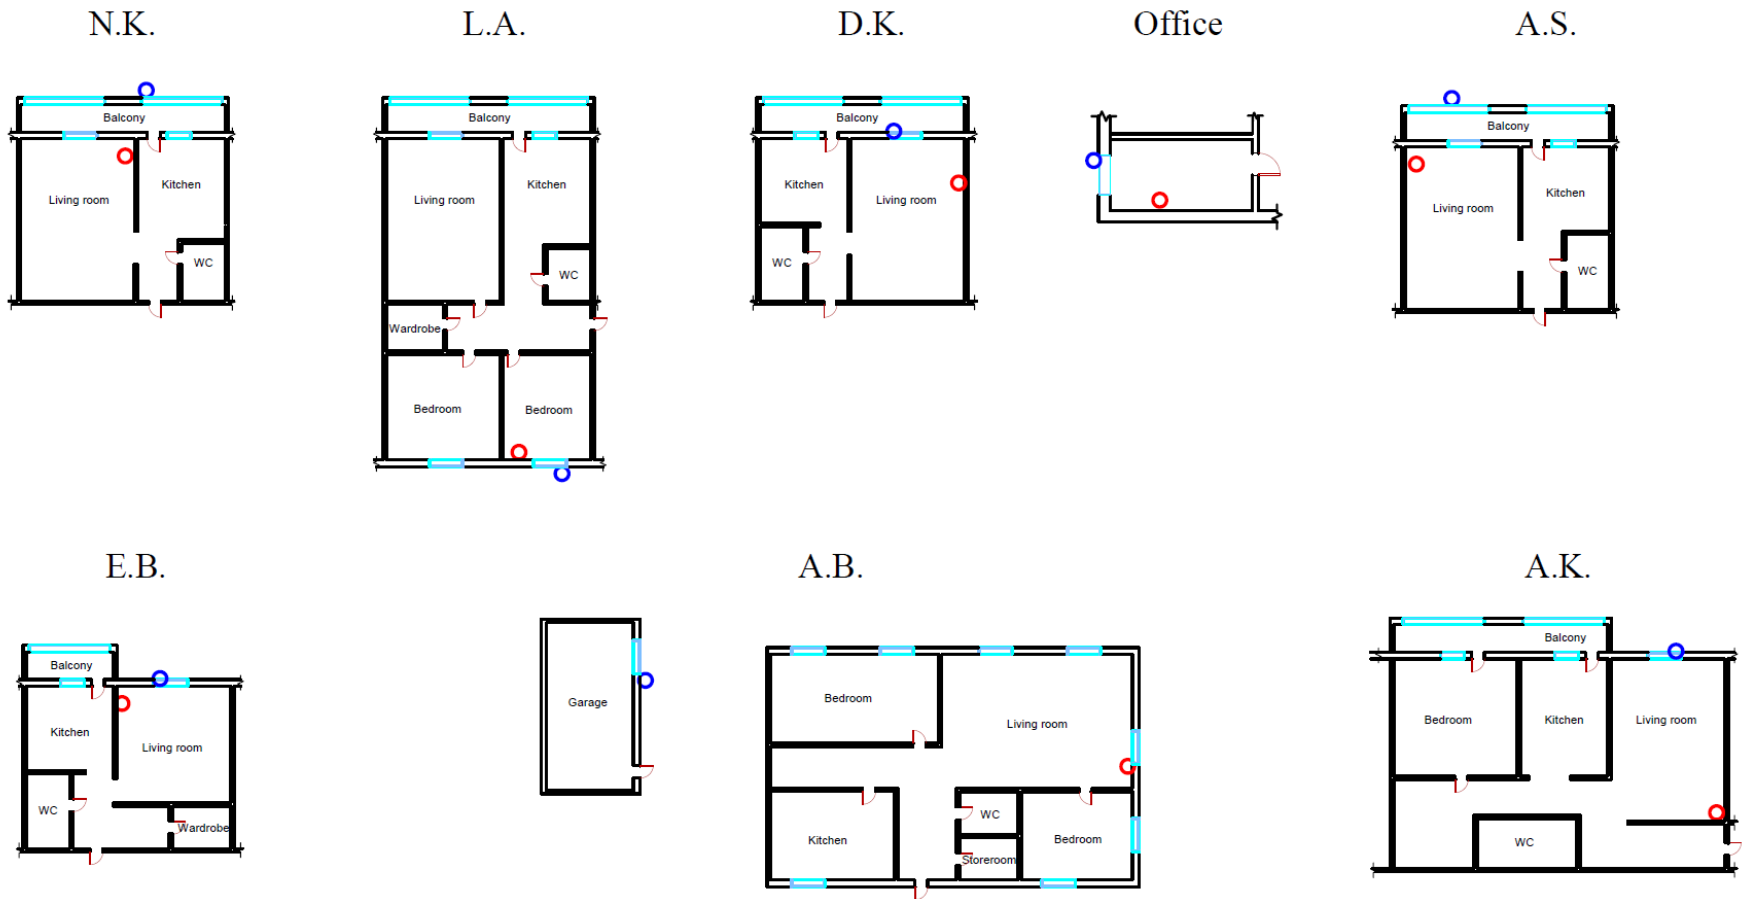 N.K.
L.A.
D.K.
Office
A.S.
Balcony
Living room
Kitchen
WC
Balcony
Living room
Kitchen
WC
Wardrobe
Bedroom
Bedroom
Balcony
Kitchen
Living room
WC
Balcony
Kitchen
Living room
WC
E.B.
A.B.
A.K.
Balcony
Kitchen
Living room
WC
Wardrobe
Garage
Bedroom
Living room
Kitchen
WC
Storeroom
Bedroom
Balcony
Bedroom
Kitchen
Living room
WC